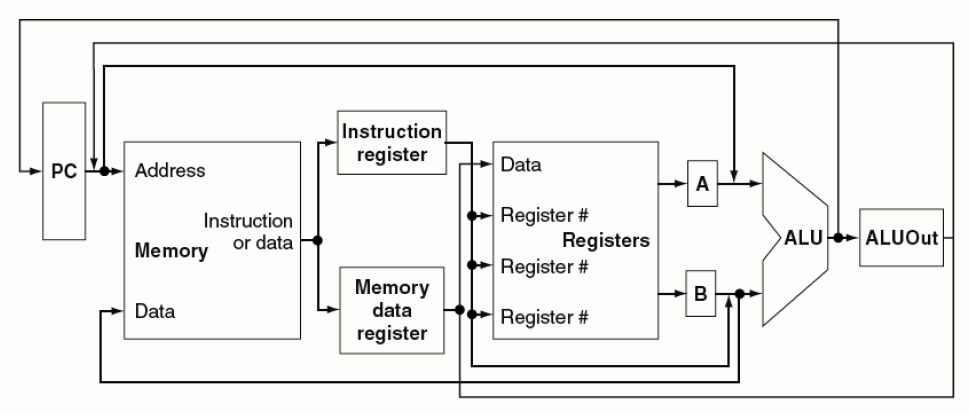 PC
Address
Instruction
or data
Memory
Data
Instruction
register
Memory
data
register
Data
Register #
Registers
Register #
Register #
A
B
ALU
ALUOut